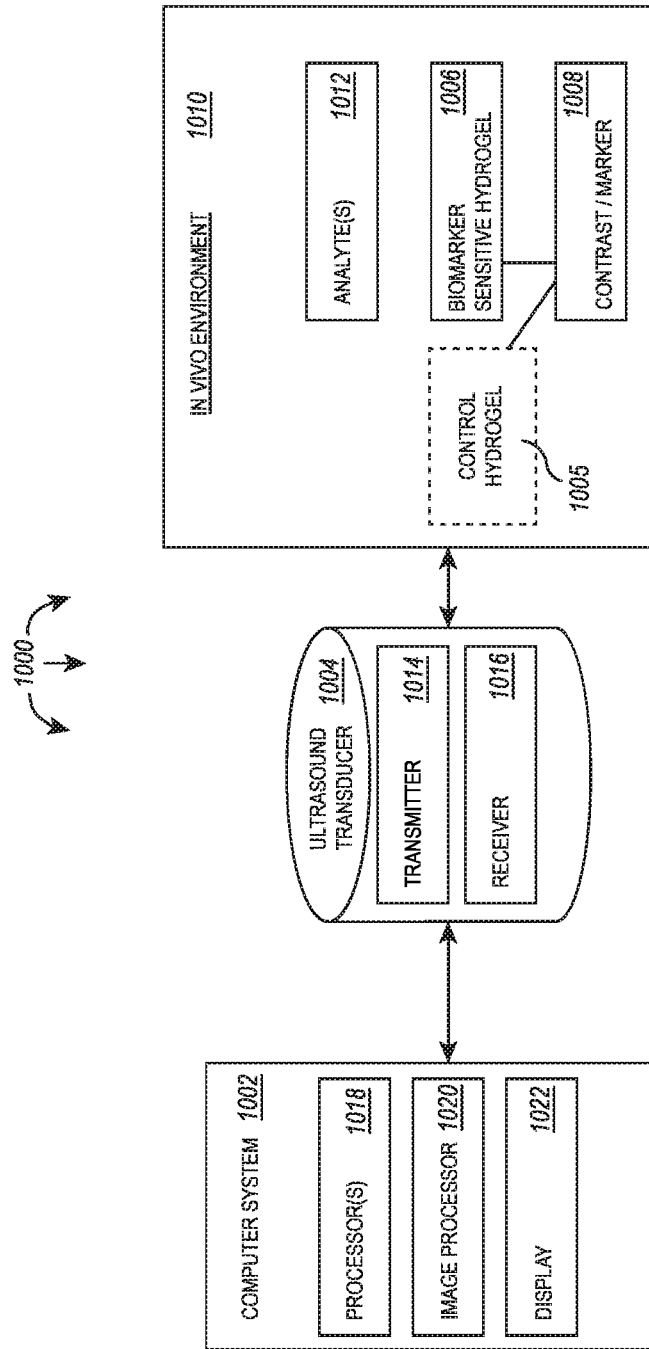 1000
COMPUTER SYSTEM 1002
PROCESSOR(S) 1018
IMAGE PROCESSOR 1020
DISPLAY 1022
ULTRASOUND
TRANSDUCER 1004
TRANSMITTER 1014
RECEIVER 1016
IN VIVO ENVIRONMENT 1010
ANALYTE(S) 1012
CONTROL
HYDROGEL
1005
BIOMARKER 1006
SENSITIVE HYDROGEL
CONTRAST / MARKER 1008